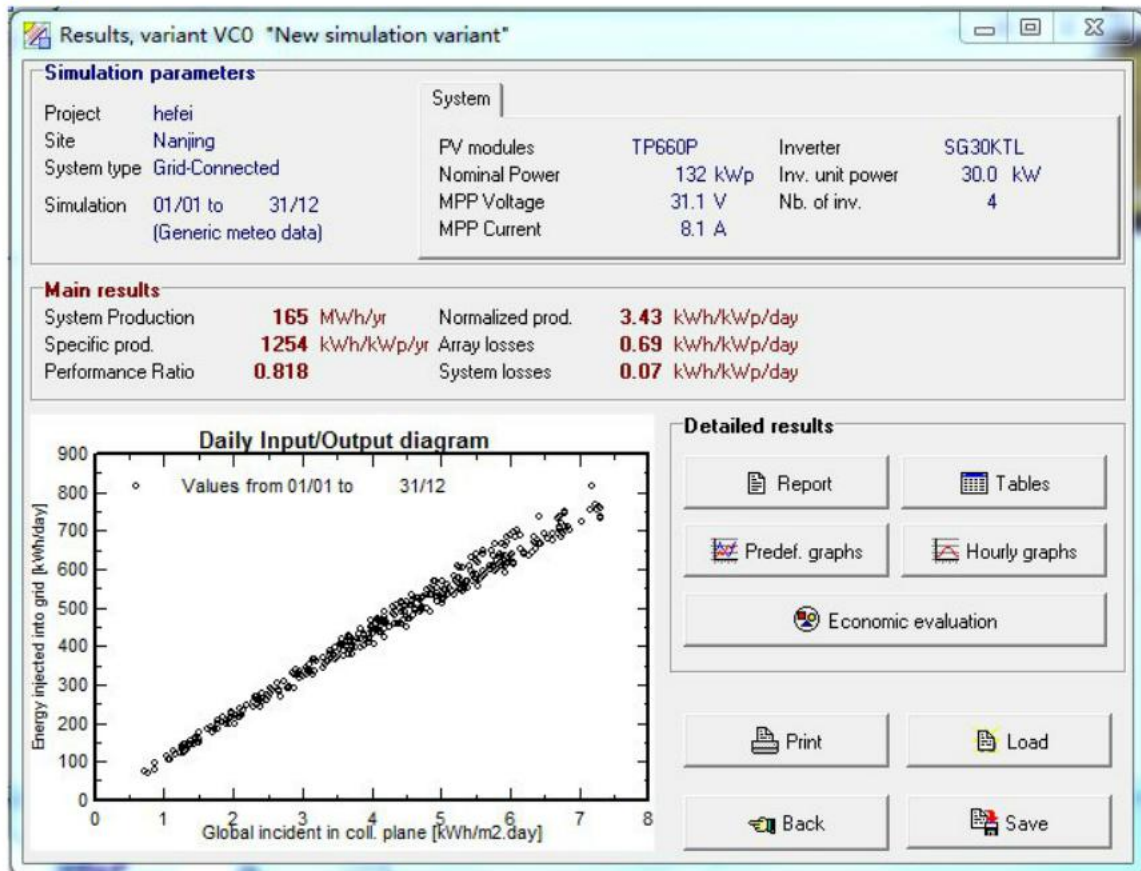 Results, variant VC0 "New simulation variant"
Simulation parameters
Project hefei
Site Nanjing
System type Grid-Connected
Simulation 01/01 to 31/12
(Generic meteo data)
System
PV modules TP660P Inverter SG30KTL
Nominal Power 132 kWp Inv. unit power 30.0 kW
MPP Voltage 31.1 V Nb. of inv. 4
MPP Current 8.1 A
Main results
System Production 165 MWh/yr Normalized prod. 3.43 kWh/kWp/day
Specific prod. 1254 kWh/kWp/yr Array losses 0.69 kWh/kWp/day
Performance Ratio 0.818 System losses 0.07 kWh/kWp/day
Daily Input/Output diagram
Values from 01/01 to 31/12
Energy injected into grid [kWh/day]
900
800
700
600
500
400
300
200
100
0
0 1 2 3 4 5 6 7 8
Global incident in coll. plane [kWh/m2.day]
Detailed results
Report Tables
Predef. graphs Hourly graphs
Economic evaluation
Print Load
Back Save